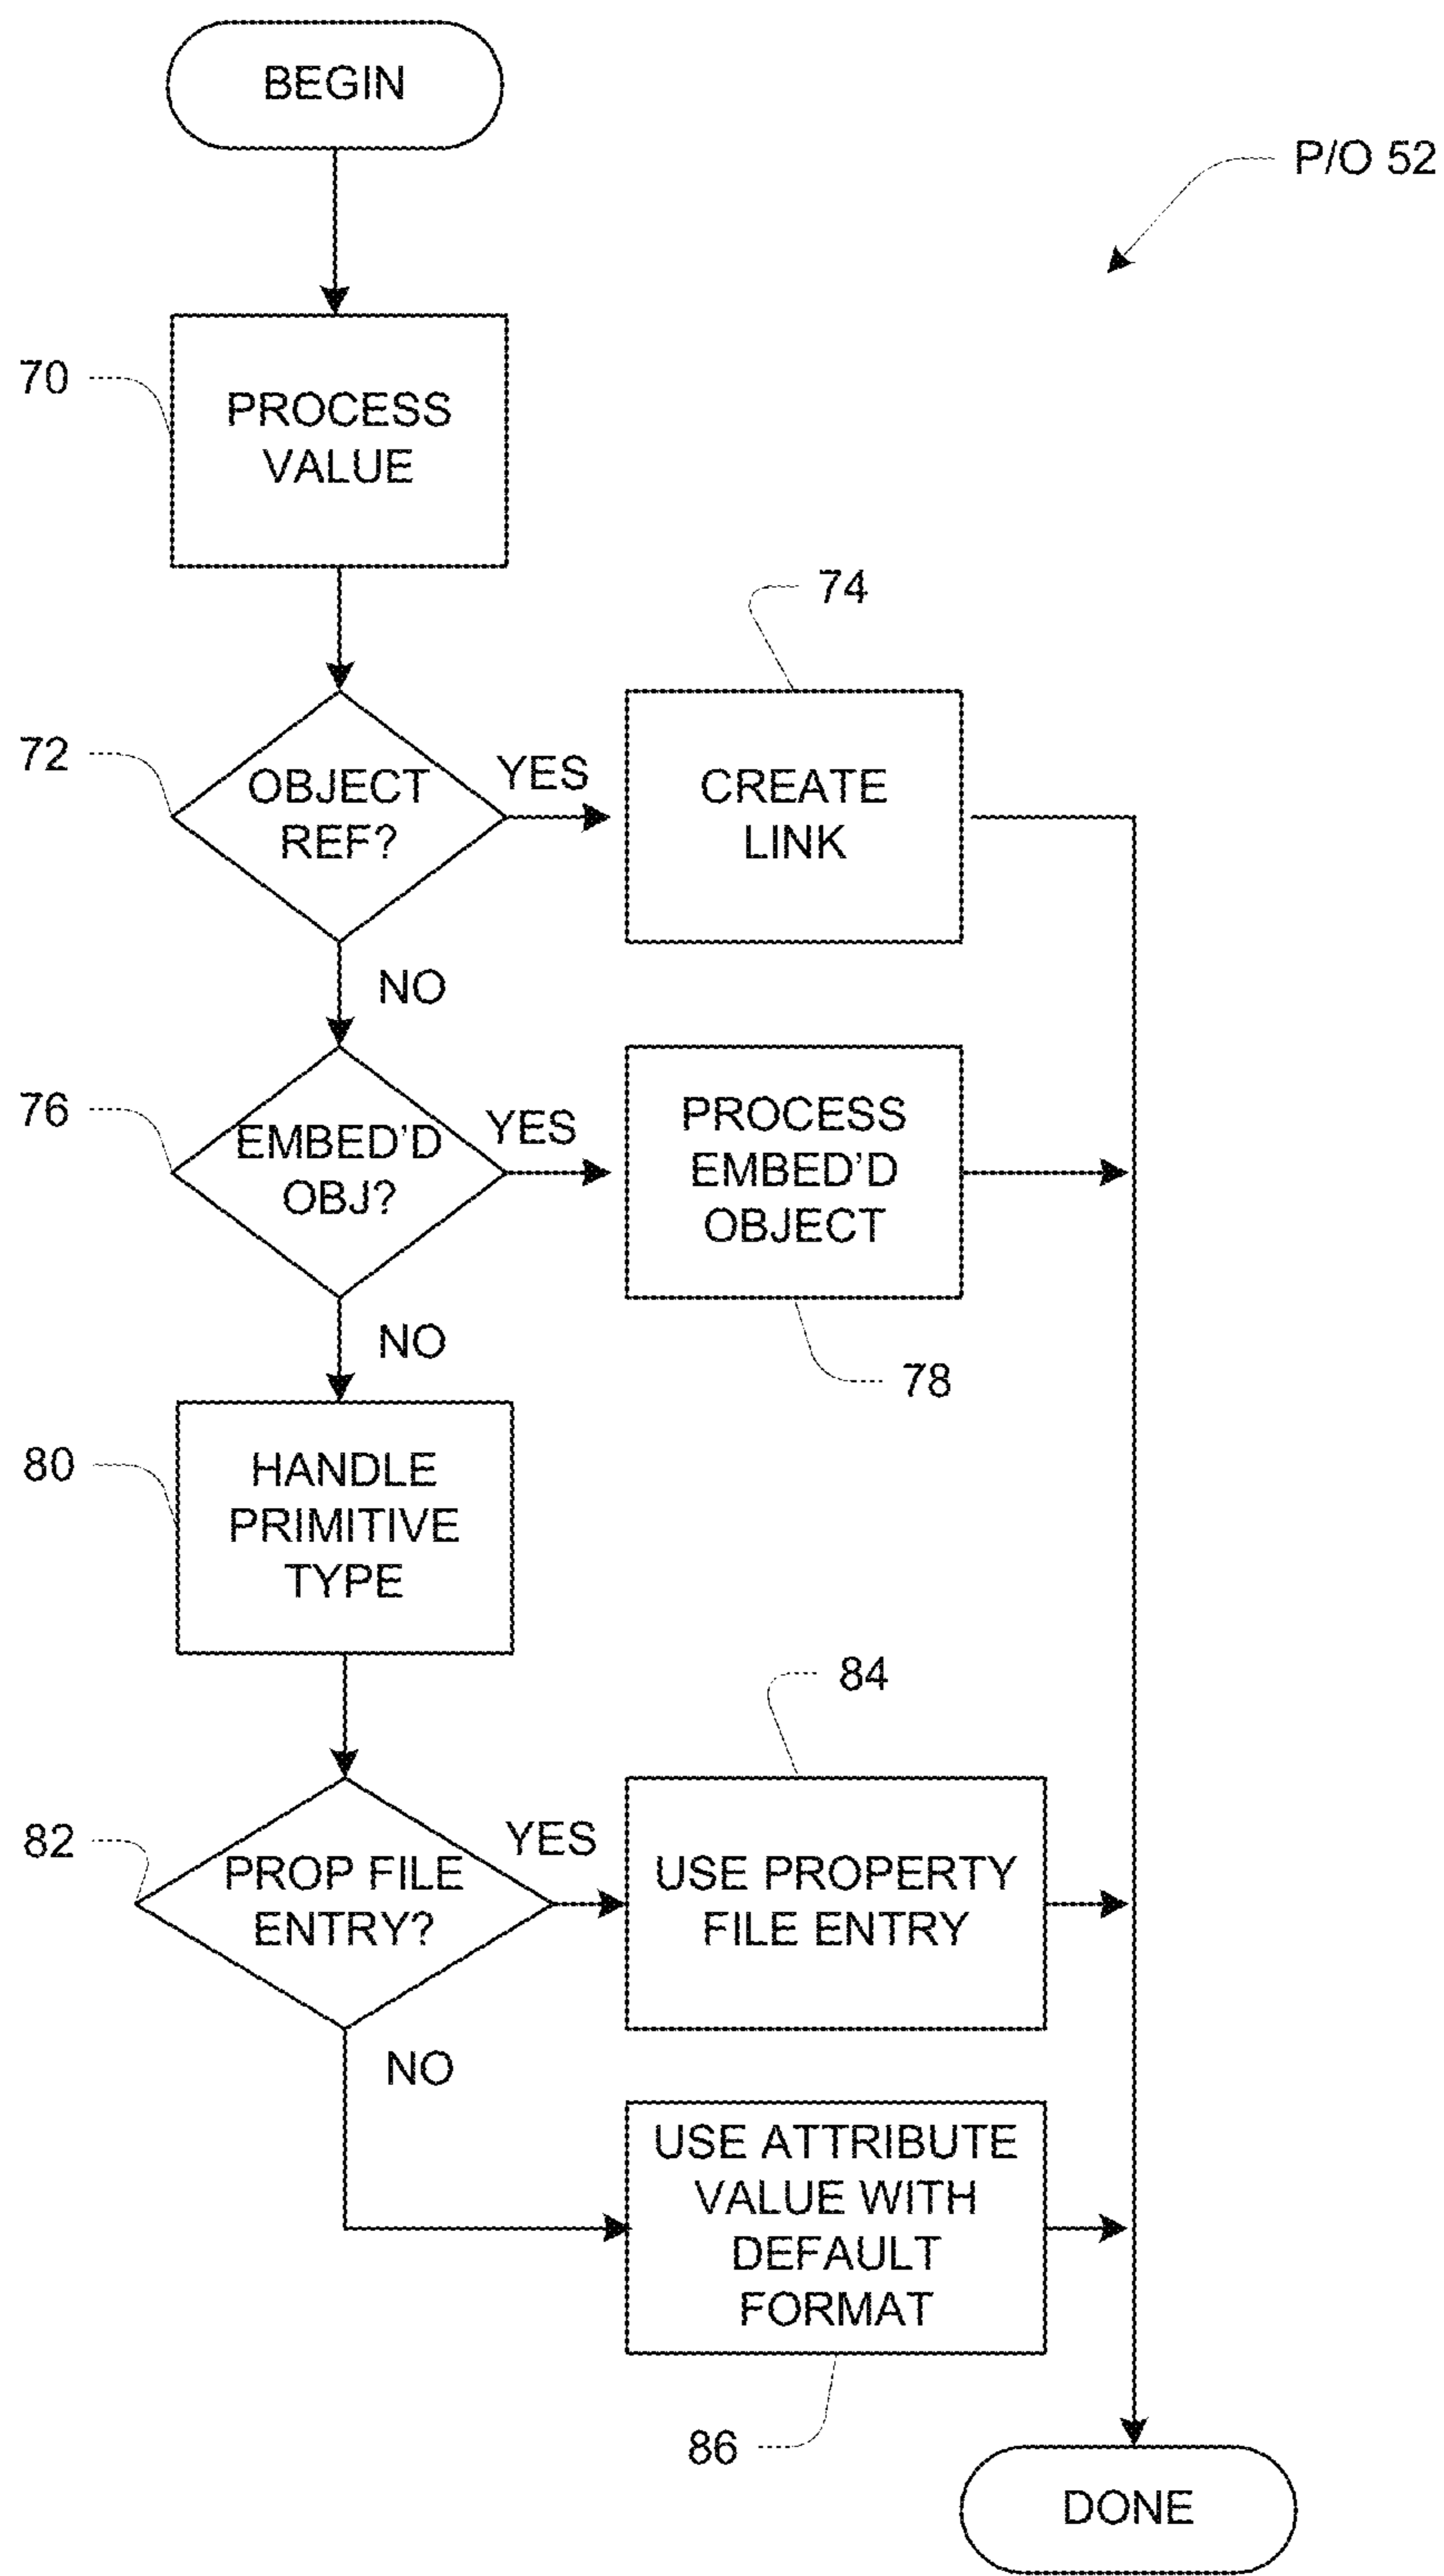 BEGIN
P/O 52
70
PROCESS
VALUE
74
72
OBJECT
REF?
YES
CREATE
LINK
NO
76
EMBED'D
OBJ?
YES
PROCESS
EMBED'D
OBJECT
NO
78
80
HANDLE
PRIMITIVE
TYPE
84
82
PROP FILE
ENTRY?
YES
USE PROPERTY
FILE ENTRY
NO
USE ATTRIBUTE
VALUE WITH
DEFAULT
FORMAT
86
DONE